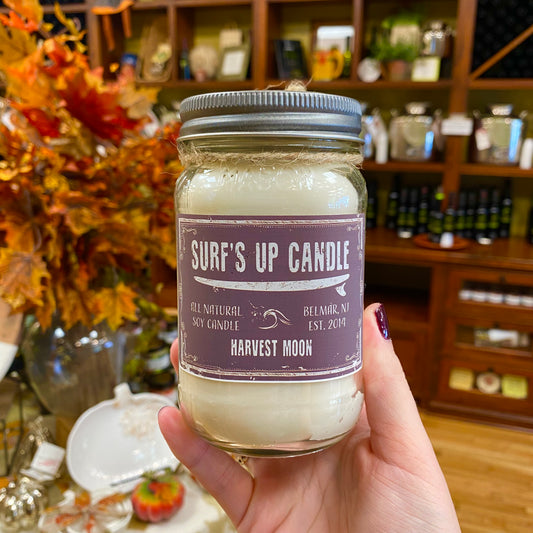 SURF'S UP CANDLE
ALL NATURAL
SOY CANDLE
BELMAR, NJ
EST. 2014
HARVEST MOON